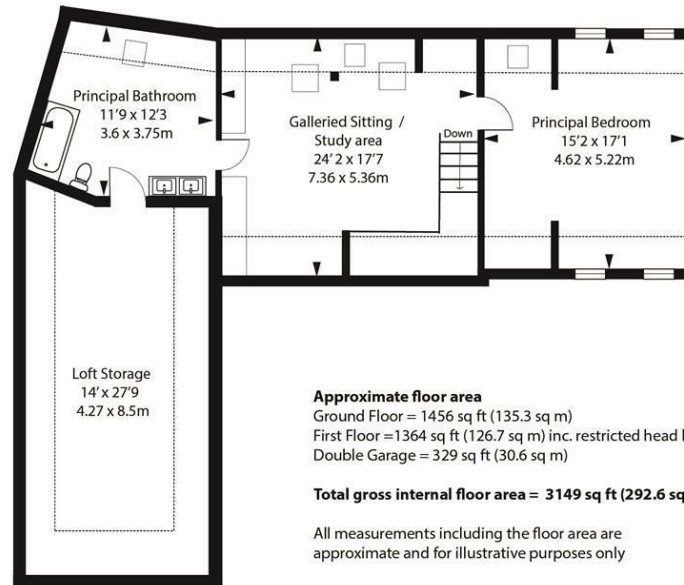 Principal Bathroom
11'9 x 12'3
3.6 x 3.75m
Galleried Sitting /
Study area
24' 2 x 17'7
7.36 x 5.36m
Down
Principal Bedroom
15'2 x 17'1
4.62 x 5.22m
Loft Storage
14' x 27'9
4.27 x 8.5m
Approximate floor area
Ground Floor = 1456 sq ft (135.3 sq m)
First Floor =1364 sq ft (126.7 sq m) inc. restricted head
Double Garage = 329 sq ft (30.6 sq m)
Total gross internal floor area = 3149 sq ft (292.6 sq
All measurements including the floor area are
approximate and for illustrative purposes only